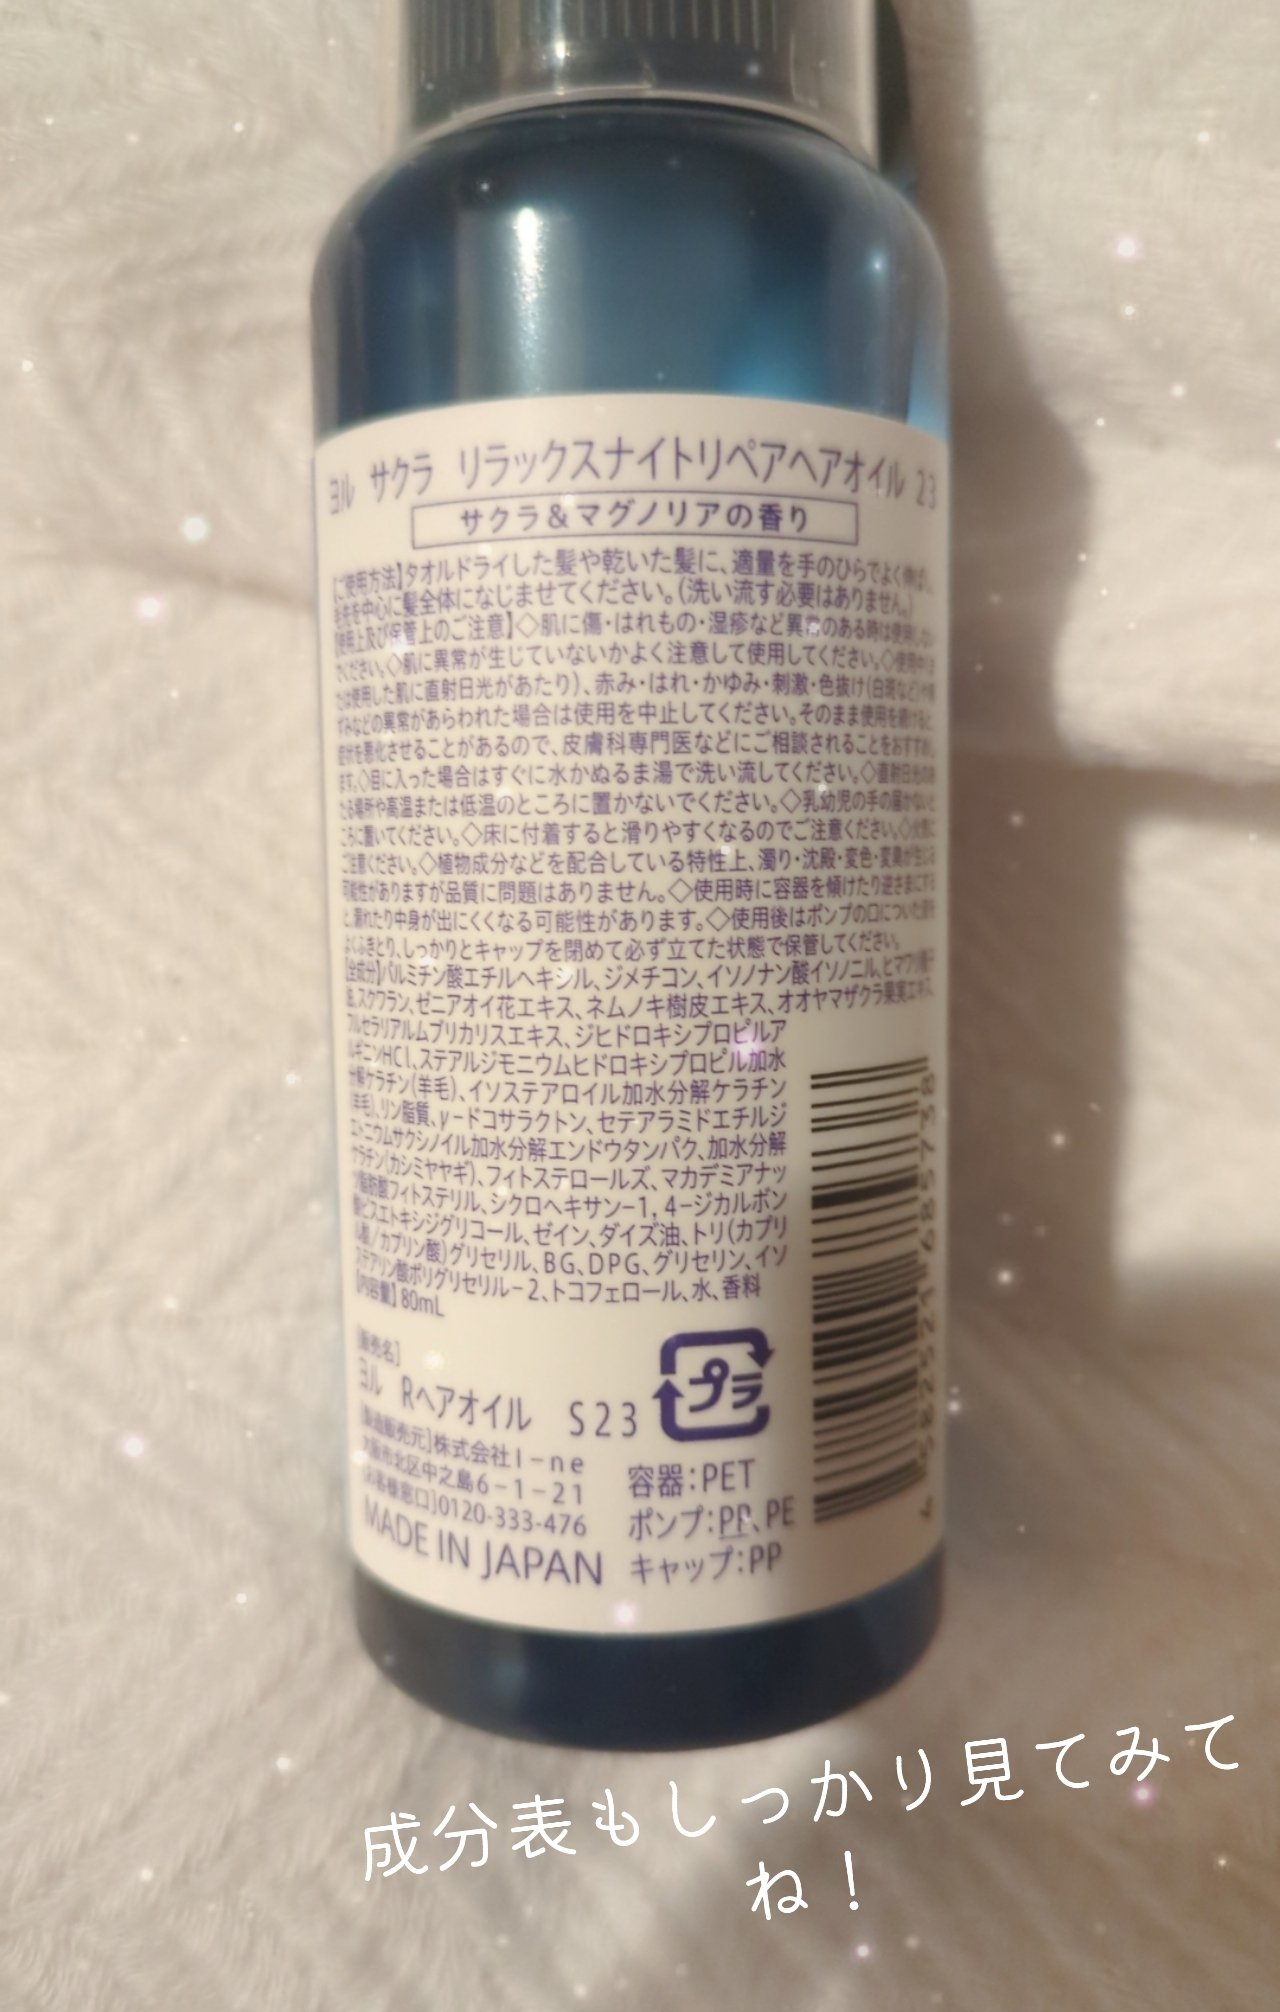 ヨル サクラ リラックスナイトリペアヘアオイル 23
サクラ＆マグノリアの香り
【ご使用方法】タオルドライした髪や乾いた髪に、適量を手のひらでよく伸ばし、
毛先を中心に髪全体になじませてください。(洗い流す必要はありません。)
【使用上及び保管上のご注意】◇肌に傷・はれもの・湿疹など異常のある時は使用しない
でください。◇肌に異常が生じていないかよく注意して使用してください。◇使用中(ま
たは使用した肌に直射日光があたり)、赤み・はれ・かゆみ・刺激・色抜け(白斑など)や黒
ずみなどの異常があらわれた場合は使用を中止してください。そのまま使用を続けると、
症状を悪化させることがあるので、皮膚科専門医などにご相談されることをおすすめし
ます。◇目に入った場合はすぐに水かぬるま湯で洗い流してください。◇直射日光のあ
たる場所や高温または低温のところに置かないでください。◇乳幼児の手の届かないと
ころに置いてください。◇床に付着すると滑りやすくなるのでご注意ください。◇火気に
ご注意ください。◇植物成分などを配合している特性上、濁り・沈殿・変色・変臭が生じる
可能性がありますが品質に問題はありません。◇使用時に容器を傾けたり逆さまにする
と、漏れたり中身が出にくくなる可能性があります。◇使用後はポンプの口についた液を
よくふきとり、しっかりとキャップを閉めて必ず立てた状態で保管してください。
【全成分】パルミチン酸エチルヘキシル、ジメチコン、イソノナン酸イソノニル、ヒマワリ種子
油、スクワラン、ゼニアオイ花エキス、ネムノキ樹皮エキス、オオヤマザクラ果実エキス、
フルセラリアルムブリカリスエキス、ジヒドロキシプロピルア
ルギニンHCl、ステアルジモニウムヒドロキシプロピル加水
分解ケラチン(羊毛)、イソステアロイル加水分解ケラチン
(羊毛)、リン脂質、γ－ドコサラクトン、セテアラミドエチルジ
エトニウムサクシノイル加水分解エンドウタンパク、加水分解
ケラチン(カシミヤヤギ)、フィトステロールズ、マカデミアナッ
ツ脂肪酸フィトステリル、シクロヘキサン－1，4－ジカルボン
酸ビスエトキシジグリコール、ゼイン、ダイズ油、トリ(カプリ
ル酸／カプリン酸)グリセリル、BG、DPG、グリセリン、イソ
ステアリン酸ポリグリセリル－2、トコフェロール、水、香料
【内容量】80mL
[販売名]
ヨル Rヘアオイル S23
プラ
[製造販売元]株式会社I－ne
大阪市北区中之島6－1－21
[お客様窓口]0120-333-476
MADE IN JAPAN
容器：PET
ポンプ：PP、PE
キャップ：PP
成分表もしっかり見てみて
ね！